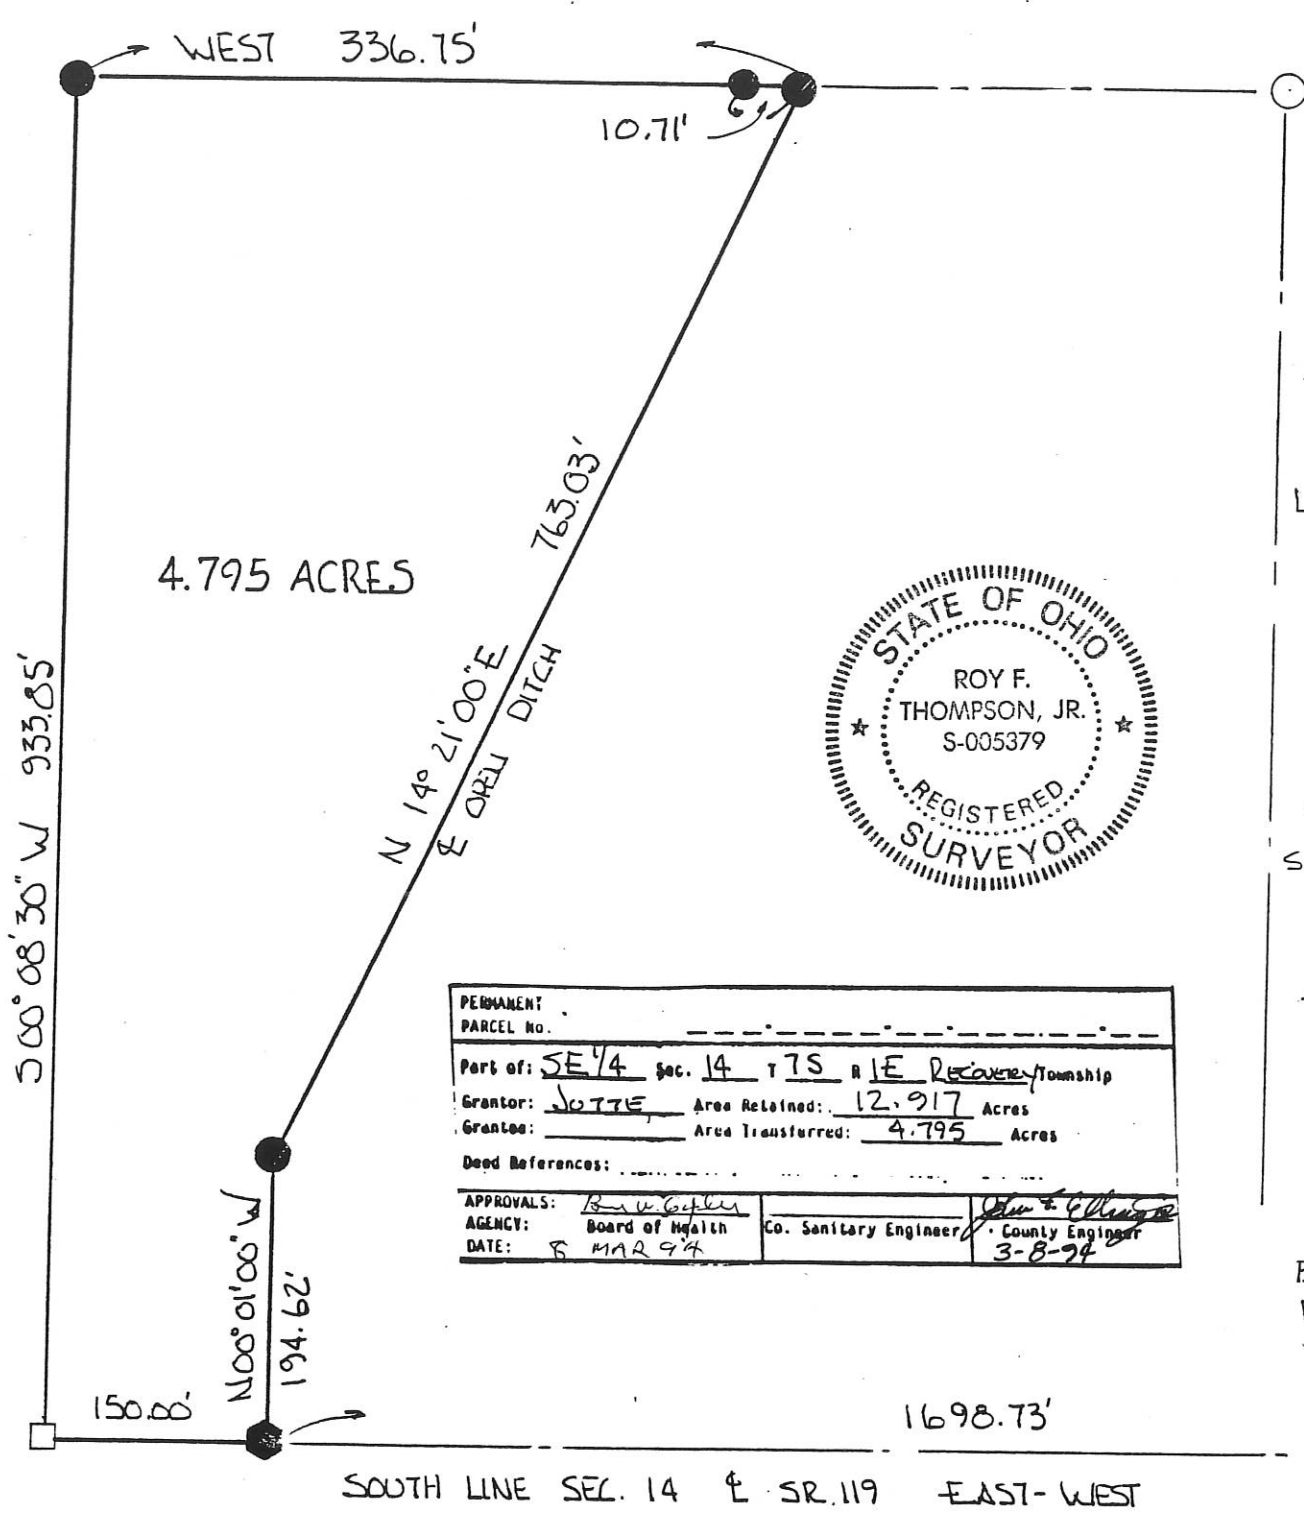 WEST 336.75'
10.71'
763.03'
4.795 ACRES
N 14° 21' 00" E
℄ OPEN DITCH
S 00° 08' 30" W 933.85'
STATE OF OHIO
ROY F.
THOMPSON, JR.
S-005379
REGISTERED
SURVEYOR
L
S
PERMANENT
PARCEL No.
Part of: SE 1/4 Sec. 14 T 7S R 1E RECOVERY Township
Grantor: JUTTE Area Retained: 12.917 Acres
Grantee: Area Transferred: 4.795 Acres
Deed References:
APPROVALS:
AGENCY: Board of Health Co. Sanitary Engineer County Engineer
DATE: 8 MAR 94 3-8-94
N00° 01' 00" W
194.62'
150.00'
1698.73'
SOUTH LINE SEC. 14 ℄ SR. 119 EAST-WEST